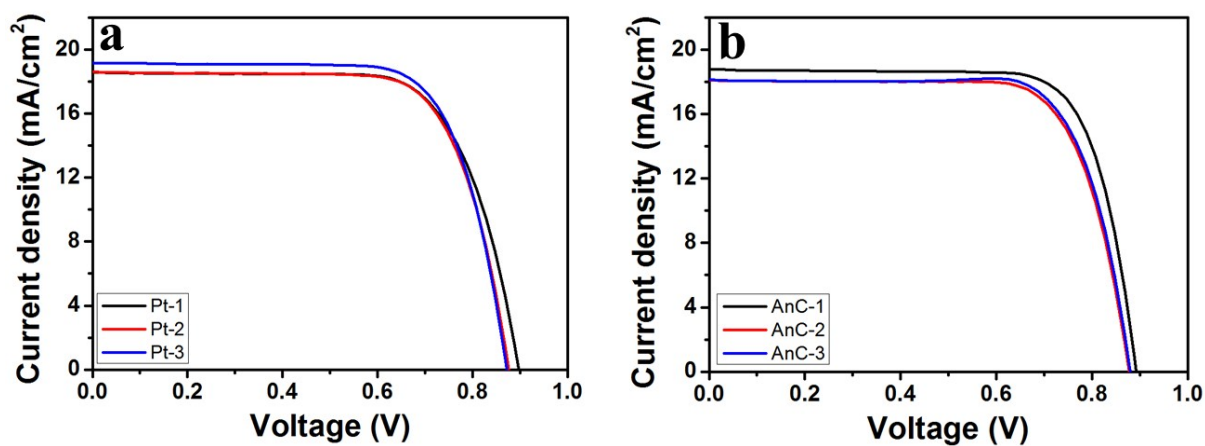 a
Current density (mA/cm²)
20
16
12
8
4
0
Pt-1
Pt-2
Pt-3
0.0 0.2 0.4 0.6 0.8 1.0
Voltage (V)
b
Current density (mA/cm²)
20
16
12
8
4
0
AnC-1
AnC-2
AnC-3
0.0 0.2 0.4 0.6 0.8 1.0
Voltage (V)